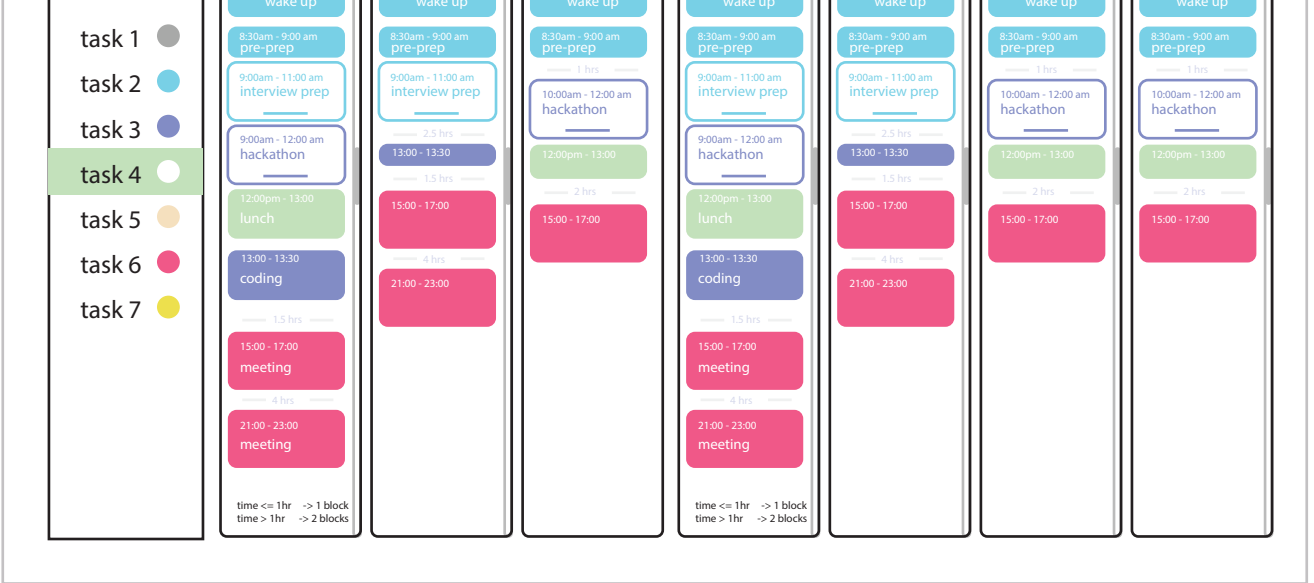 task 1
task 2
task 3
task 4
task 5
task 6
task 7
wake up
8:30am - 9:00 am
pre-prep
9:00am - 11:00 am
interview prep
9:00am - 12:00 am
hackathon
12:00pm - 13:00
lunch
13:00 - 13:30
coding
1.5 hrs
15:00 - 17:00
meeting
4 hrs
21:00 - 23:00
meeting
time <= 1hr -> 1 block
time > 1hr -> 2 blocks
wake up
8:30am - 9:00 am
pre-prep
9:00am - 11:00 am
interview prep
2.5 hrs
13:00 - 13:30
1.5 hrs
15:00 - 17:00
4 hrs
21:00 - 23:00
wake up
8:30am - 9:00 am
pre-prep
1 hrs
10:00am - 12:00 am
hackathon
12:00pm - 13:00
2 hrs
15:00 - 17:00
wake up
8:30am - 9:00 am
pre-prep
9:00am - 11:00 am
interview prep
9:00am - 12:00 am
hackathon
12:00pm - 13:00
lunch
13:00 - 13:30
coding
1.5 hrs
15:00 - 17:00
meeting
4 hrs
21:00 - 23:00
meeting
time <= 1hr -> 1 block
time > 1hr -> 2 blocks
wake up
8:30am - 9:00 am
pre-prep
9:00am - 11:00 am
interview prep
2.5 hrs
13:00 - 13:30
1.5 hrs
15:00 - 17:00
4 hrs
21:00 - 23:00
wake up
8:30am - 9:00 am
pre-prep
1 hrs
10:00am - 12:00 am
hackathon
12:00pm - 13:00
2 hrs
15:00 - 17:00
wake up
8:30am - 9:00 am
pre-prep
1 hrs
10:00am - 12:00 am
hackathon
12:00pm - 13:00
2 hrs
15:00 - 17:00